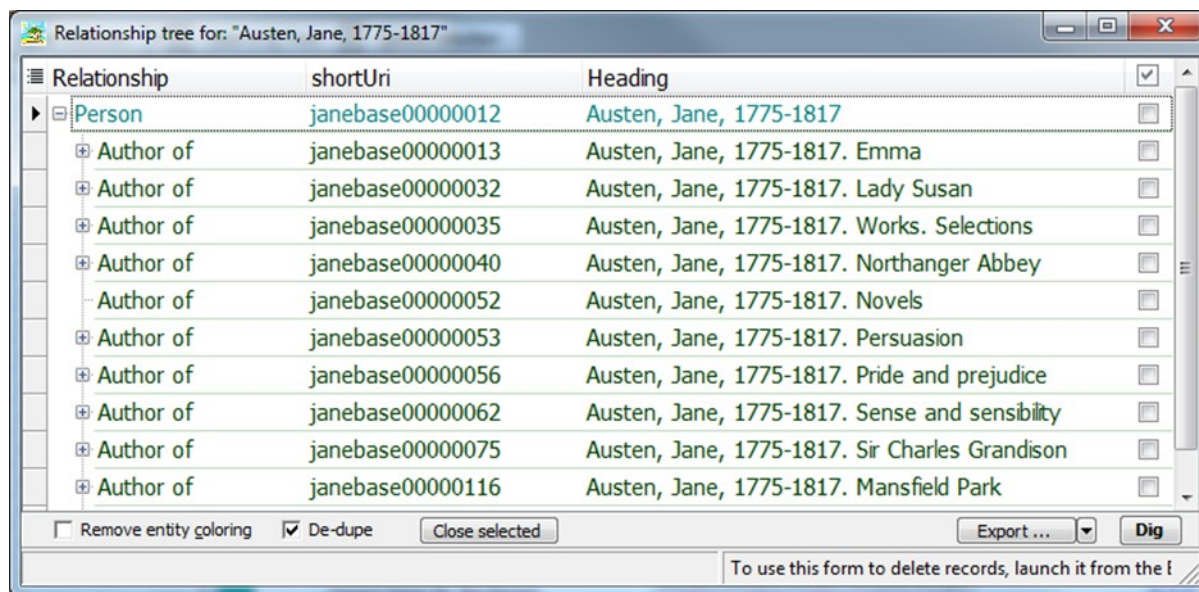 Relationship tree for: "Austen, Jane, 1775-1817"
Relationship shortUri Heading
Person janebase00000012 Austen, Jane, 1775-1817
Author of janebase00000013 Austen, Jane, 1775-1817. Emma
Author of janebase00000032 Austen, Jane, 1775-1817. Lady Susan
Author of janebase00000035 Austen, Jane, 1775-1817. Works. Selections
Author of janebase00000040 Austen, Jane, 1775-1817. Northanger Abbey
Author of janebase00000052 Austen, Jane, 1775-1817. Novels
Author of janebase00000053 Austen, Jane, 1775-1817. Persuasion
Author of janebase00000056 Austen, Jane, 1775-1817. Pride and prejudice
Author of janebase00000062 Austen, Jane, 1775-1817. Sense and sensibility
Author of janebase00000075 Austen, Jane, 1775-1817. Sir Charles Grandison
Author of janebase00000116 Austen, Jane, 1775-1817. Mansfield Park
Remove entity coloring De-dupe Close selected Export ... Dig
To use this form to delete records, launch it from the